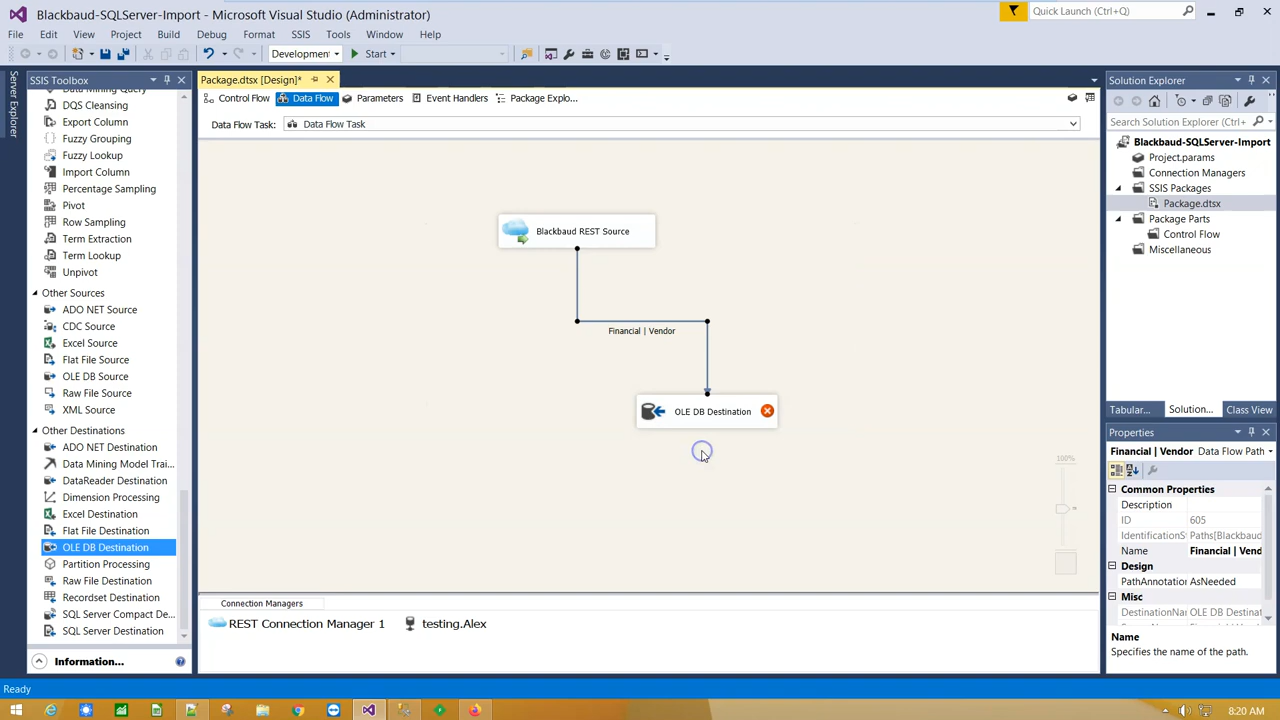 Blackbaud-SQLServer-Import - Microsoft Visual Studio (Administrator)
Quick Launch (Ctrl+Q)
File Edit View Project Build Debug Format SSIS Tools Window Help
Development Start
Server Explorer
SSIS Toolbox
DQS Cleansing
Export Column
Fuzzy Grouping
Fuzzy Lookup
Import Column
Percentage Sampling
Pivot
Row Sampling
Term Extraction
Term Lookup
Unpivot
Other Sources
ADO NET Source
CDC Source
Excel Source
Flat File Source
OLE DB Source
Raw File Source
XML Source
Other Destinations
ADO NET Destination
Data Mining Model Trai...
DataReader Destination
Dimension Processing
Excel Destination
Flat File Destination
OLE DB Destination
Partition Processing
Raw File Destination
Recordset Destination
SQL Server Compact De...
SQL Server Destination
Information...
Package.dtsx [Design]*
Control Flow Data Flow Parameters Event Handlers Package Explo...
Data Flow Task: Data Flow Task
Blackbaud REST Source
Financial | Vendor
OLE DB Destination
100%
Connection Managers
REST Connection Manager 1 testing.Alex
Solution Explorer
Search Solution Explorer (Ctrl+
Blackbaud-SQLServer-Import
Project.params
Connection Managers
SSIS Packages
Package.dtsx
Package Parts
Control Flow
Miscellaneous
Tabular... Solution... Class View
Properties
Financial | Vendor Data Flow Path
Common Properties
Description
ID 605
IdentificationS Paths[Blackbau
Name Financial | Vend
Design
PathAnnotation AsNeeded
Misc
DestinationName OLE DB Destinat
Name
Specifies the name of the path.
Ready
8:20 AM